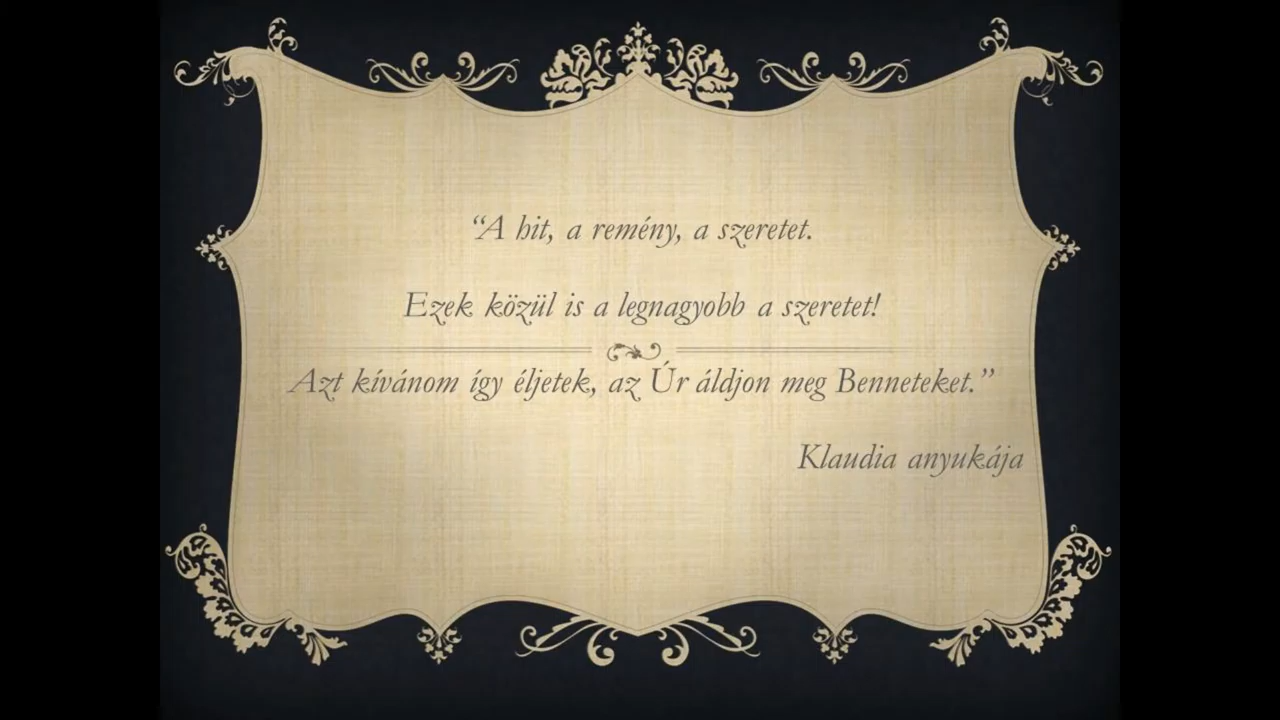 “A hit, a remény, a szeretet.
Ezek közül is a legnagyobb a szeretet!
Azt kívánom így éljetek, az Úr áldjon meg Benneteket.”
Klaudia anyukája